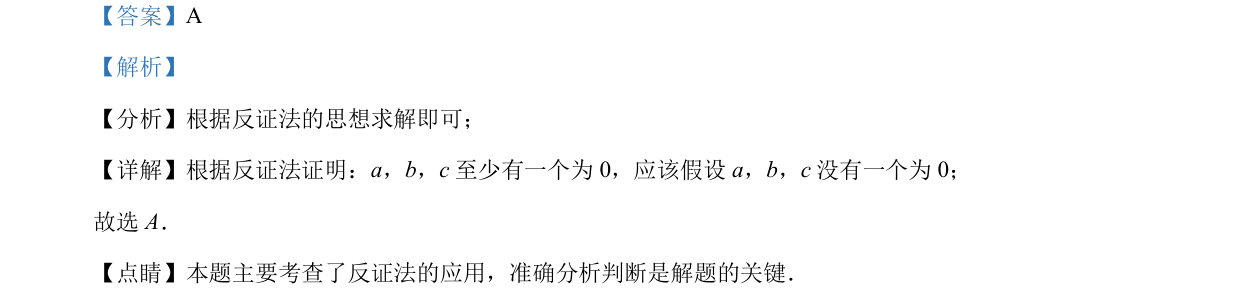 【答案】A
【解析】
【分析】根据反证法的思想求解即可；
【详解】根据反证法证明：a，b，c 至少有一个为 0，应该假设 a，b，c 没有一个为 0；
故选 A．
【点睛】本题主要考查了反证法的应用，准确分析判断是解题的关键．